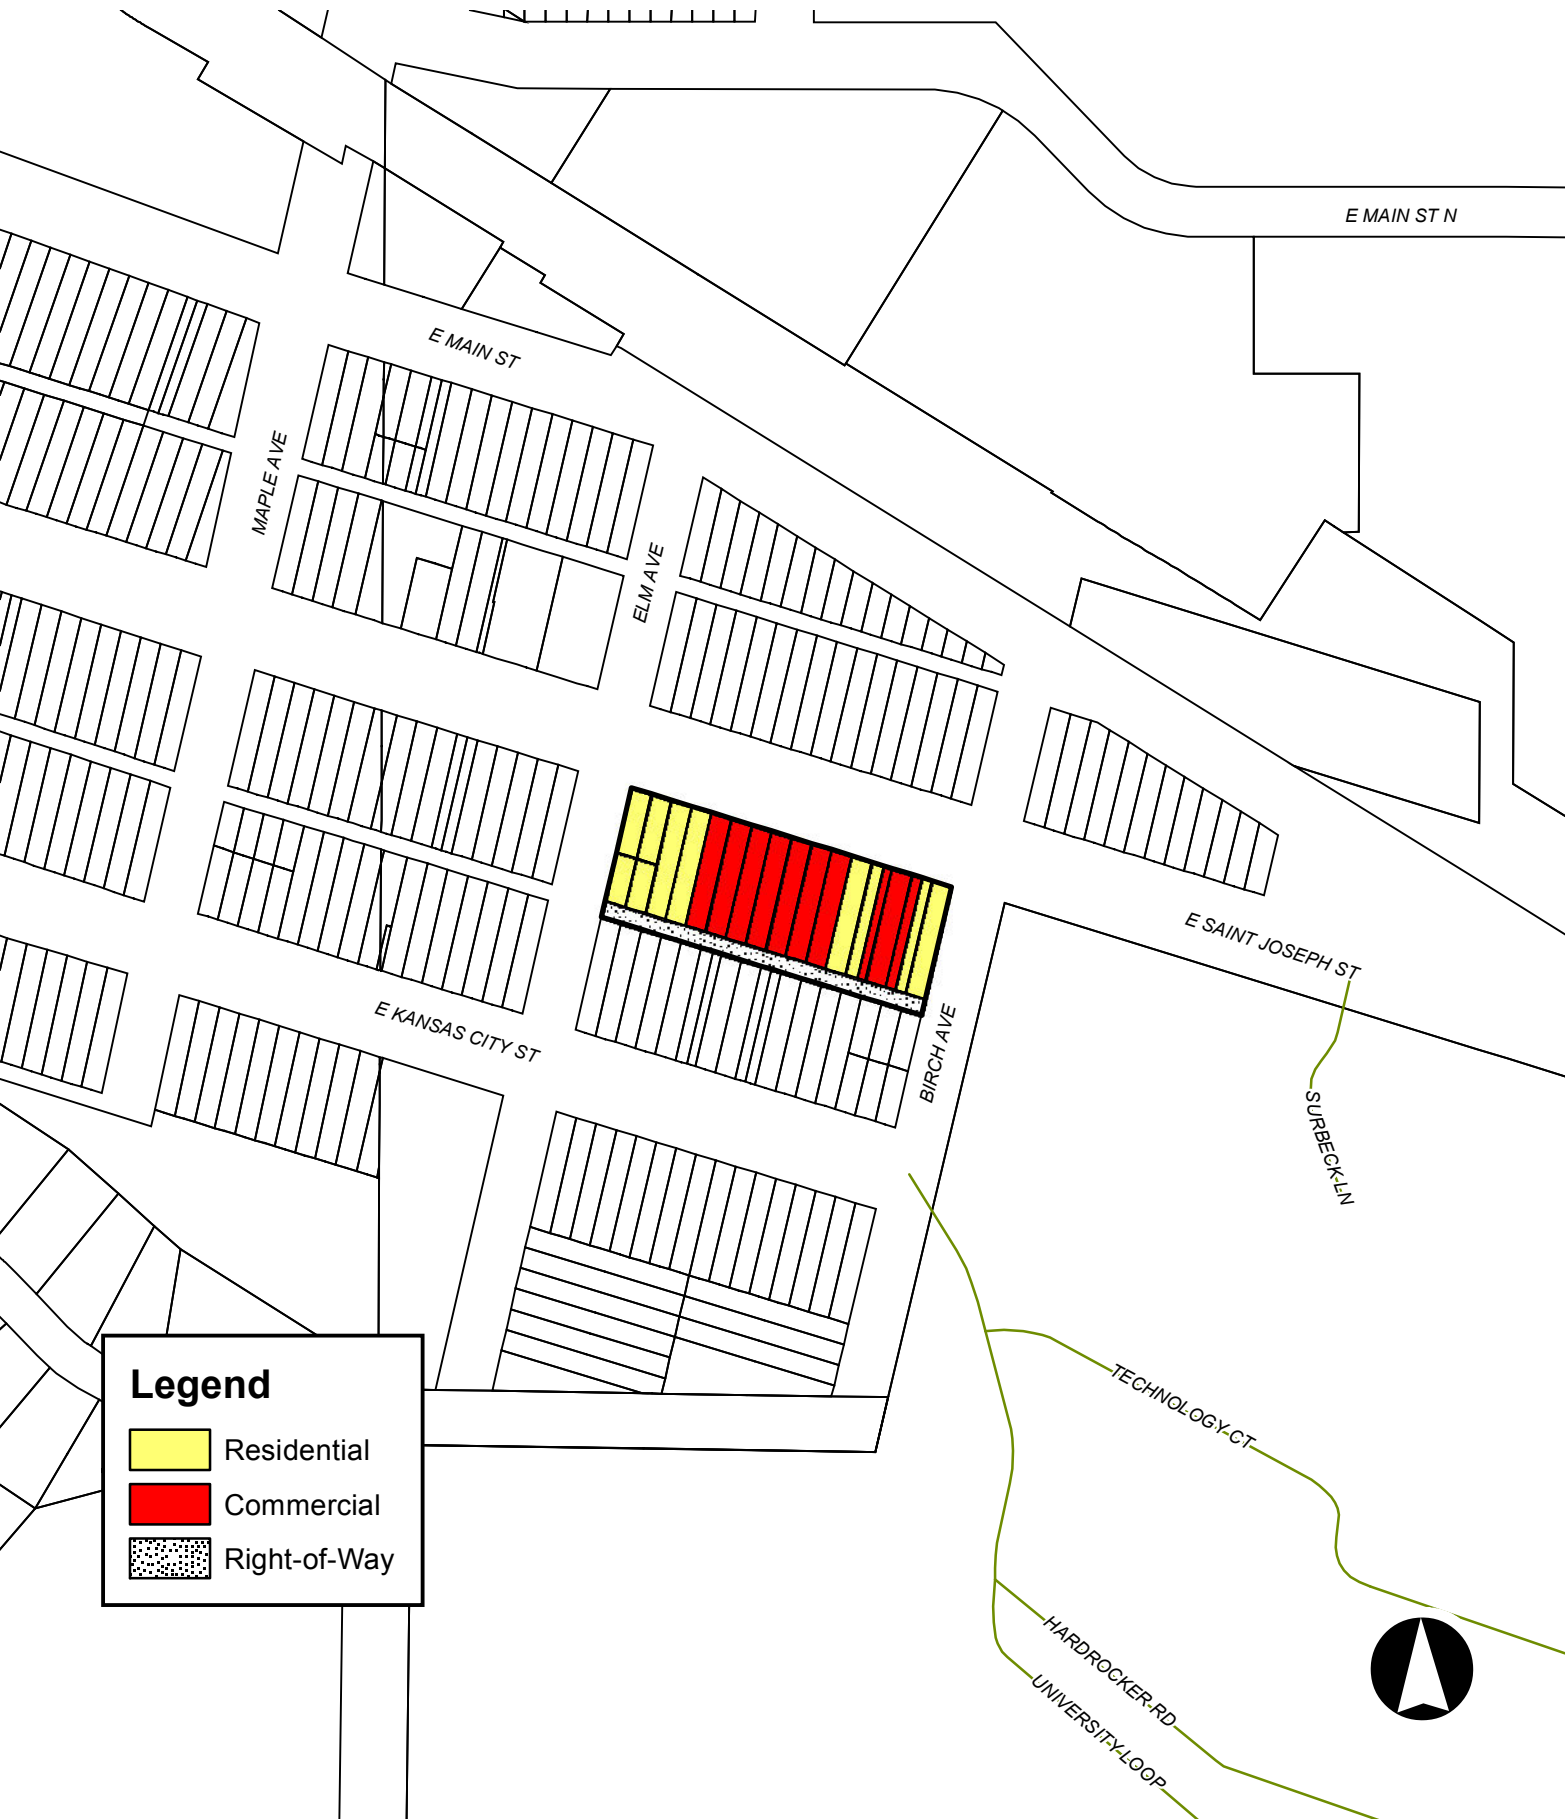 E MAIN ST N
E MAIN ST
MAPLE AVE
ELM AVE
E SAINT JOSEPH ST
E KANSAS CITY ST
BIRCH AVE
SURBECK LN
TECHNOLOGY CT
HARDROCKER RD
UNIVERSITY LOOP
Legend
Residential
Commercial
Right-of-Way